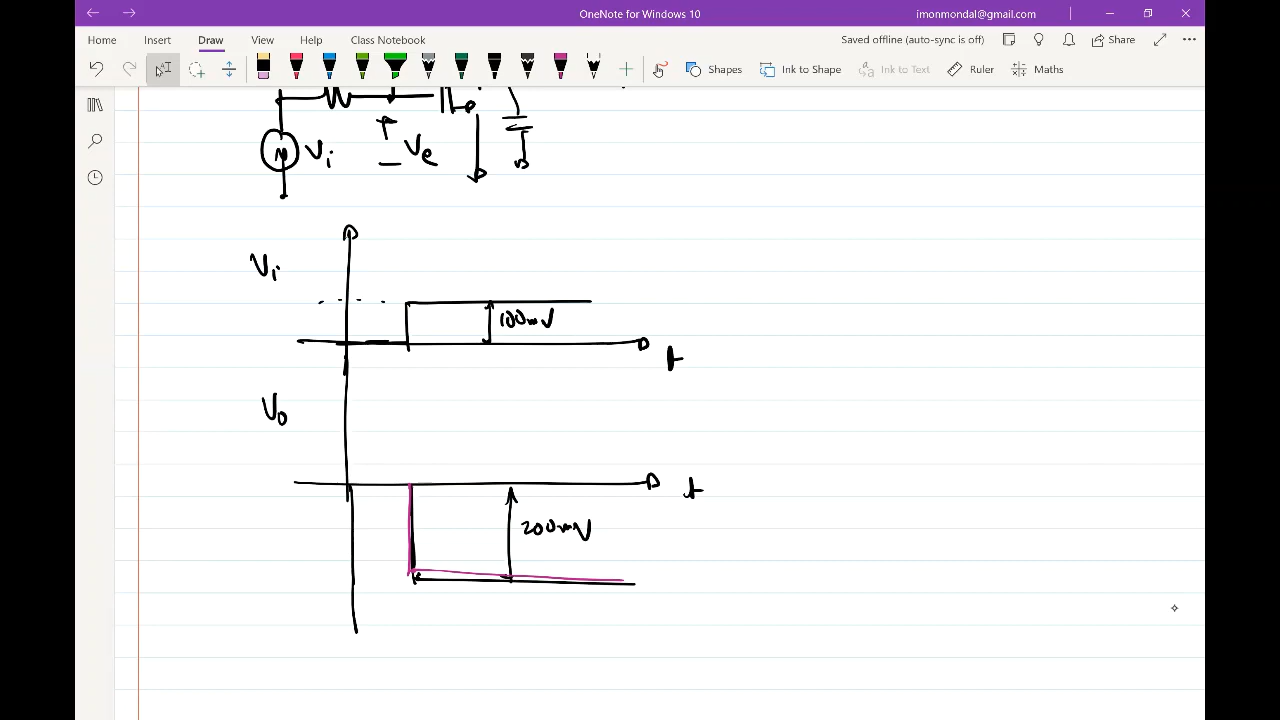 OneNote for Windows 10
imonmondal@gmail.com
Home Insert Draw View Help Class Notebook
Saved offline (auto-sync is off)
Share
Shapes
Ink to Shape
Ink to Text
Ruler
Maths
Vi
Ve
Vi
100mV
t
Vo
t
200mV